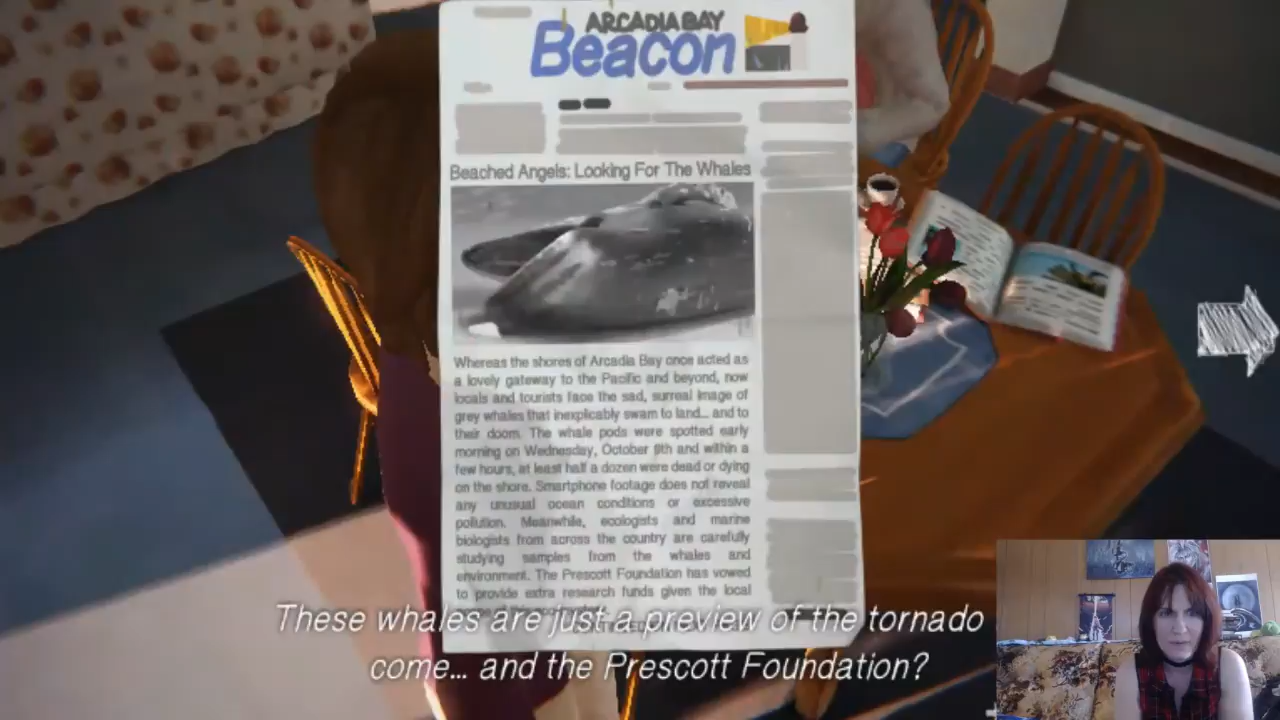 ARCADIA BAY
Beacon
Beached Angels: Looking For The Whales
Whereas the shores of Arcadia Bay once acted as
a lovely gateway to the Pacific and beyond, now
locals and tourists face the sad, surreal image of
grey whales that inexplicably swam to land... and to
their doom. The whale pods were spotted early
morning on Wednesday, October 9th and within a
few hours, at least half a dozen were dead or dying
on the shore. Smartphone footage does not reveal
any unusual ocean conditions or excessive
pollution. Meanwhile, ecologists and marine
biologists from across the country are carefully
studying samples from the whales and
environment. The Prescott Foundation has vowed
to provide extra research funds given the local
These whales are just a preview of the tornado
come... and the Prescott Foundation?